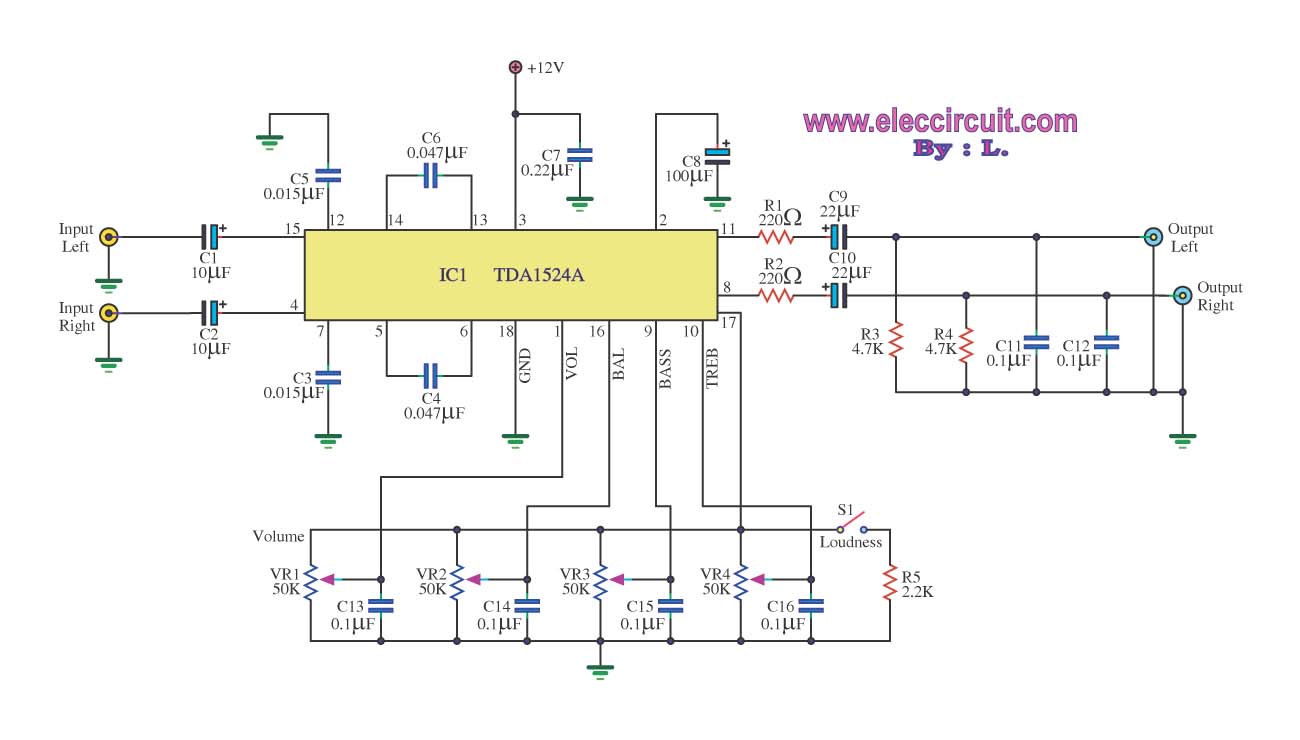 +12V
www.eleccircuit.com
By : L.
C6
0.047µF
C5
0.015µF
C7
0.22µF
C8
100µF
+
12
14
13
3
2
Input
Left
C1
10µF
+
15
Input
Right
C2
10µF
+
4
IC1 TDA1524A
11
R1
220Ω
C9
22µF
+
Output
Left
8
R2
220Ω
C10
22µF
+
Output
Right
17
7
5
6
18
1
16
9
10
GND
VOL
BAL
BASS
TREB
C3
0.015µF
C4
0.047µF
R3
4.7K
R4
4.7K
C11
0.1µF
C12
0.1µF
Volume
S1
Loudness
VR1
50K
VR2
50K
VR3
50K
VR4
50K
R5
2.2K
C13
0.1µF
C14
0.1µF
C15
0.1µF
C16
0.1µF